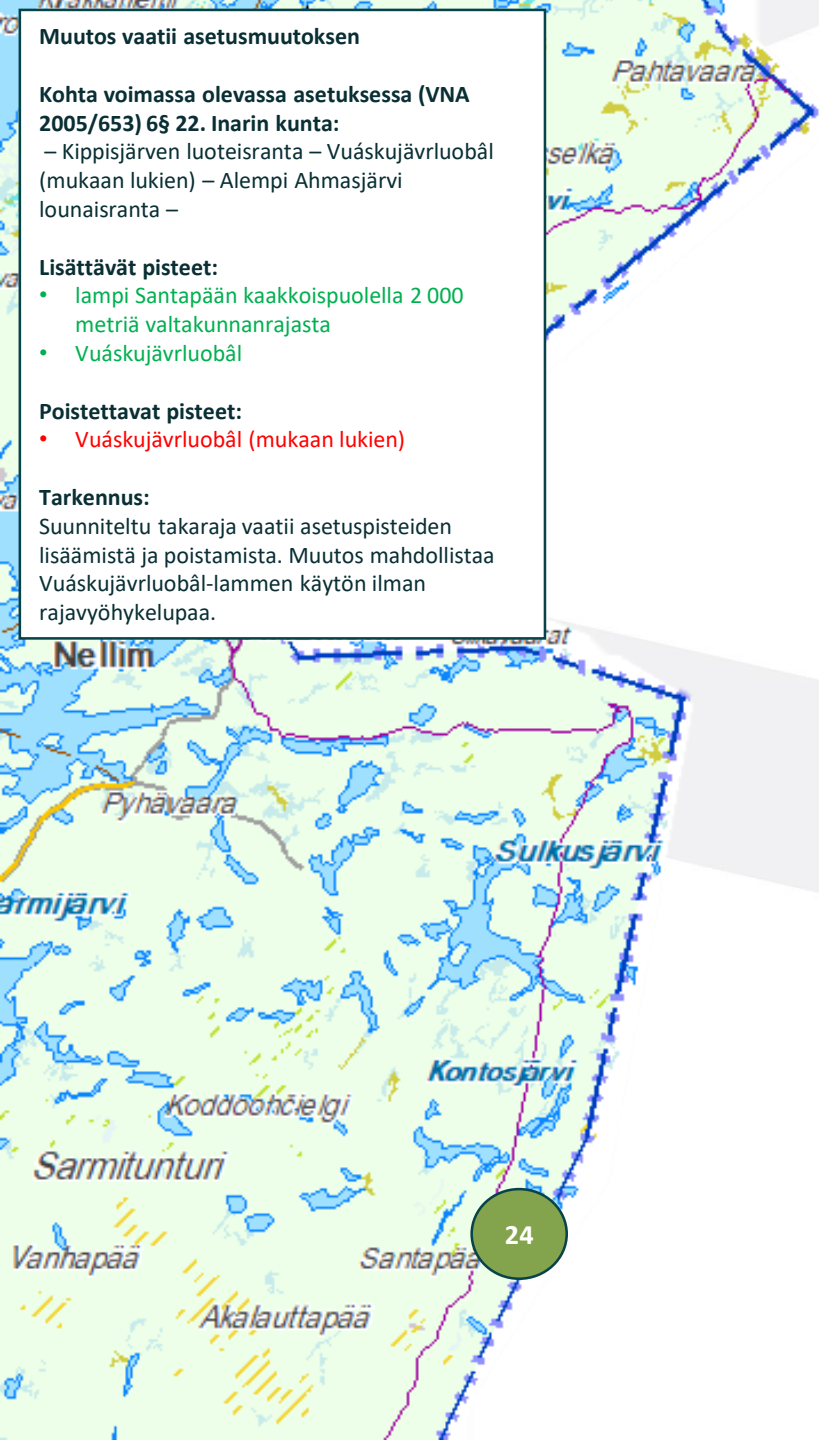 Muutos vaatii asetusmuutoksen
Kohta voimassa olevassa asetuksessa (VNA
2005/653) 6§ 22. Inarin kunta:
– Kippisjärven luoteisranta – Vuáskujävrluobâl
(mukaan lukien) – Alempi Ahmasjärvi
lounaisranta –
Lisättävät pisteet:
• lampi Santapään kaakkoispuolella 2 000
metriä valtakunnanrajasta
• Vuáskujävrluobâl
Poistettavat pisteet:
• Vuáskujävrluobâl (mukaan lukien)
Tarkennus:
Suunniteltu takaraja vaatii asetuspisteiden
lisäämistä ja poistamista. Muutos mahdollistaa
Vuáskujävrluobâl-lammen käytön ilman
rajavyöhykelupaa.
Pahtavaara
selkä
vi
Nellim
Pyhävaara
Sulkusjärvi
armijärvi
Kontosjärvi
Koddoohčielgi
Sarmitunturi
24
Vanhapää
Santapää
Akalauttapää